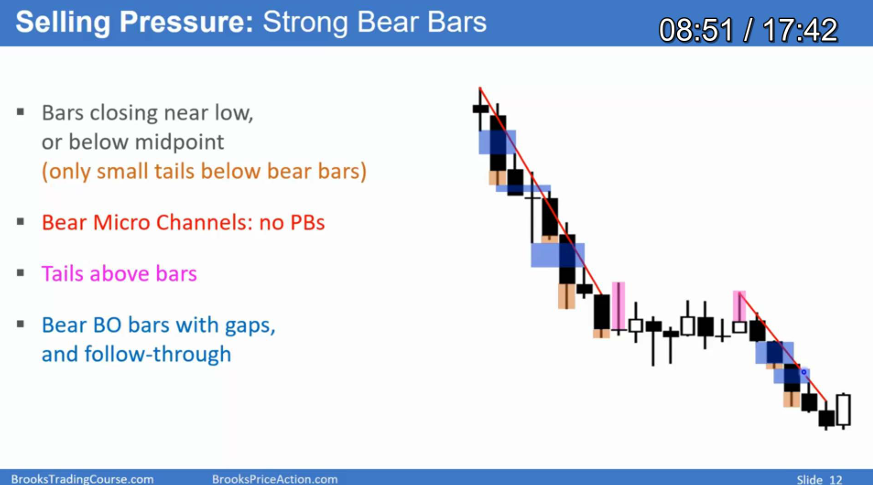 Selling Pressure: Strong Bear Bars
08:51 / 17:42
▪ Bars closing near low,
or below midpoint
(only small tails below bear bars)
▪ Bear Micro Channels: no PBs
▪ Tails above bars
▪ Bear BO bars with gaps,
and follow-through
BrooksTradingCourse.com
BrooksPriceAction.com
Slide 12